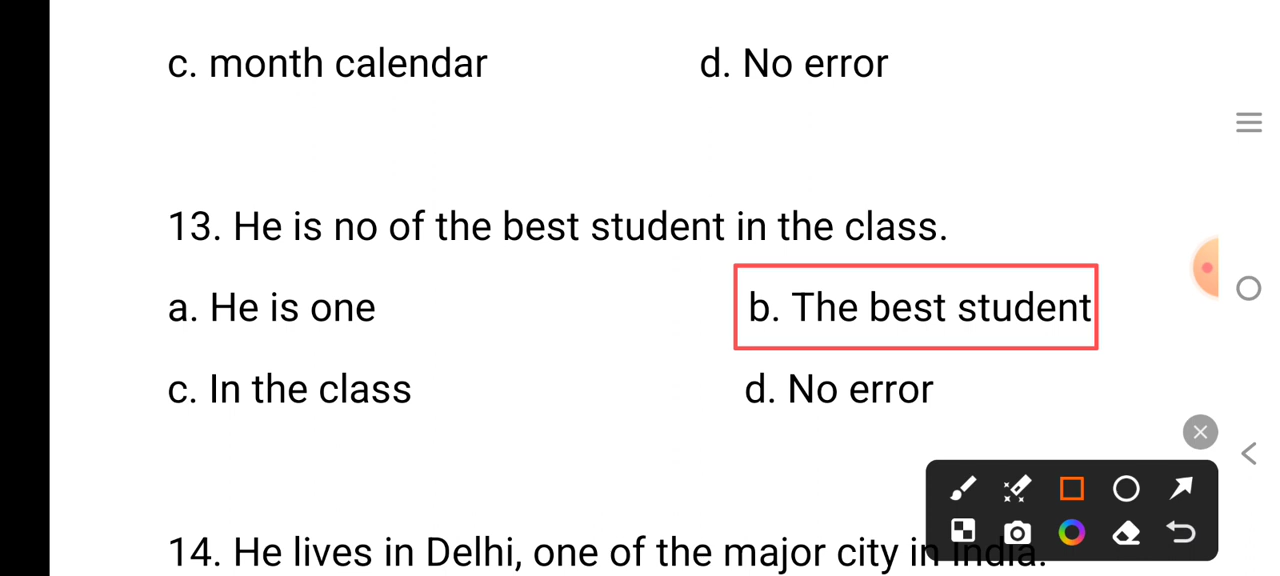 c. month calendar d. No error
13. He is no of the best student in the class.
a. He is one b. The best student
c. In the class d. No error
14. He lives in Delhi, one of the major city in India.